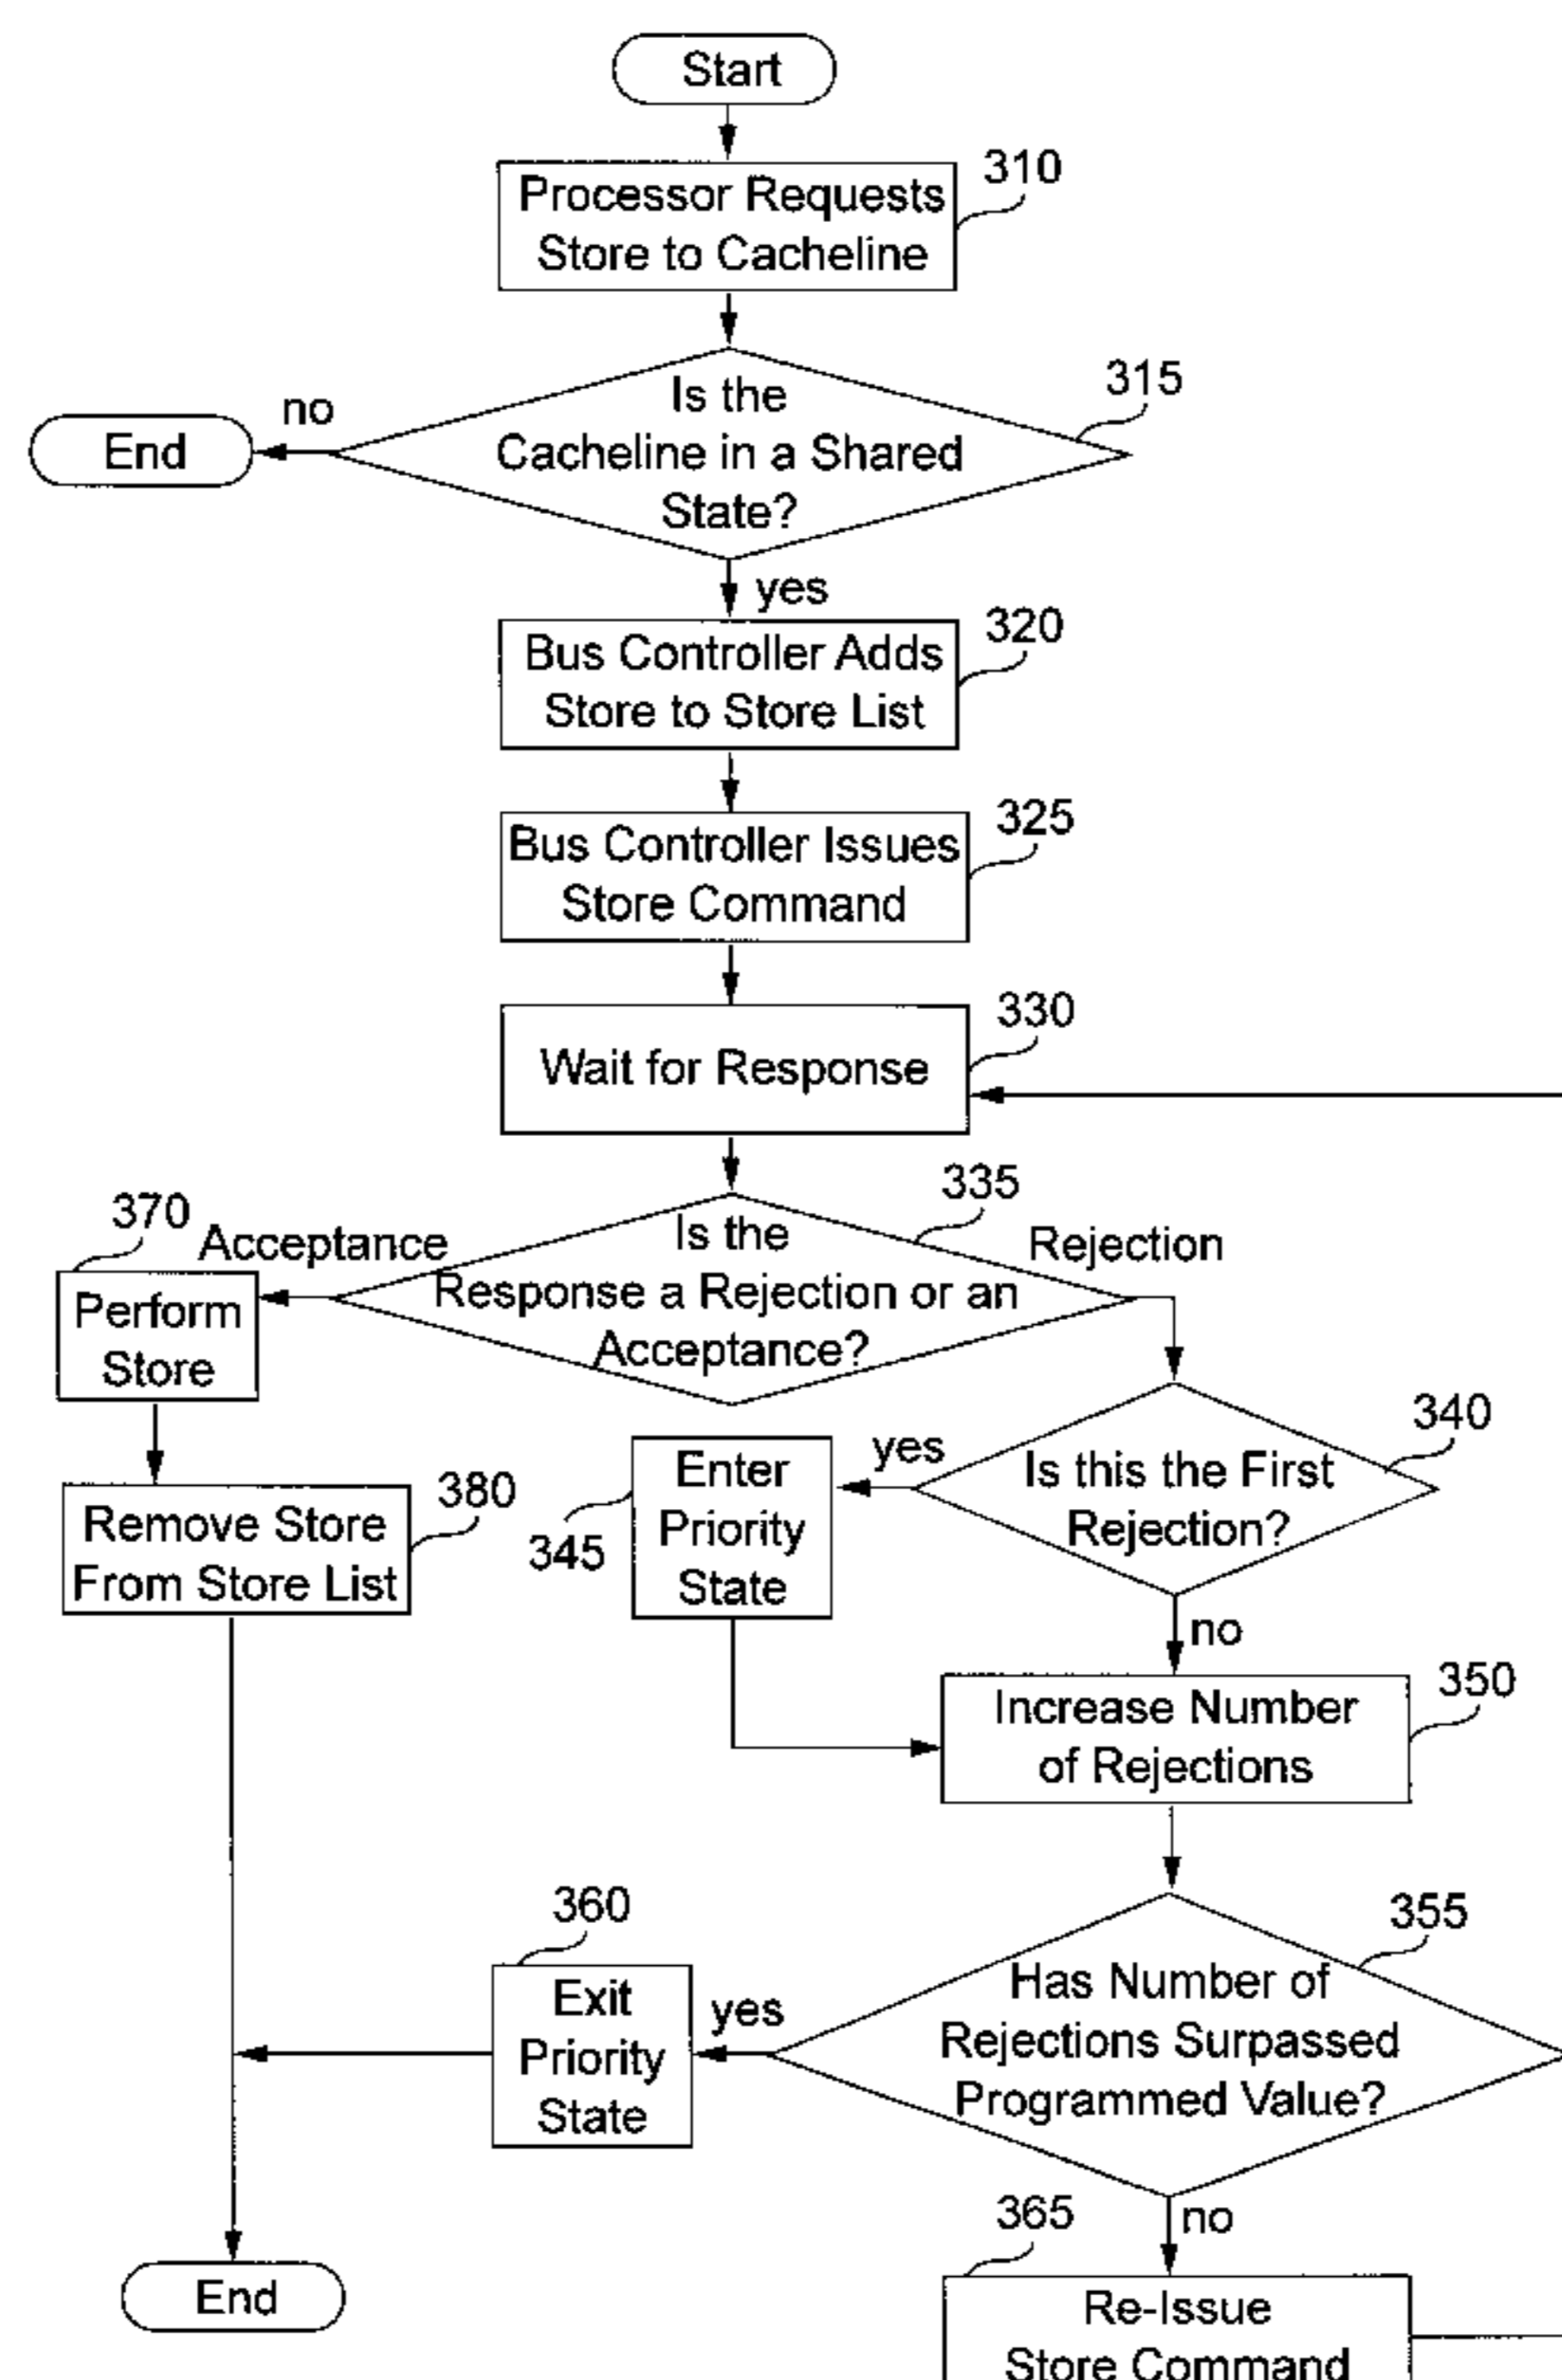 Start
310
Processor Requests
Store to Cacheline
315
Is the
Cacheline in a Shared
State?
no
End
yes
320
Bus Controller Adds
Store to Store List
325
Bus Controller Issues
Store Command
330
Wait for Response
335
Is the
Response a Rejection or an
Acceptance?
370
Acceptance
Rejection
Perform
Store
340
Is this the First
Rejection?
yes
Enter
Priority
State
345
380
Remove Store
From Store List
no
350
Increase Number
of Rejections
355
Has Number of
Rejections Surpassed
Programmed Value?
yes
360
Exit
Priority
State
no
365
Re-Issue
Store Command
End